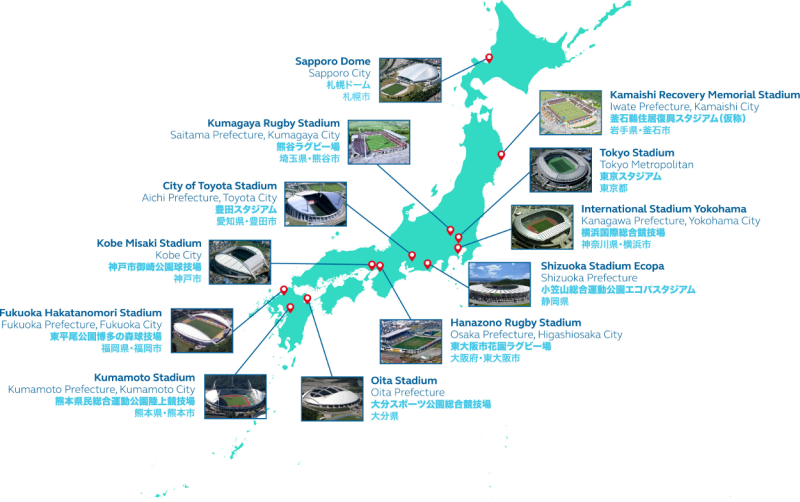 Sapporo Dome
Sapporo City
札幌ドーム
札幌市
Kamaishi Recovery Memorial Stadium
Iwate Prefecture, Kamaishi City
釜石鵜住居復興スタジアム(仮称)
岩手県・釜石市
Kumagaya Rugby Stadium
Saitama Prefecture, Kumagaya City
熊谷ラグビー場
埼玉県・熊谷市
Tokyo Stadium
Tokyo Metropolitan
東京スタジアム
東京都
City of Toyota Stadium
Aichi Prefecture, Toyota City
豊田スタジアム
愛知県・豊田市
International Stadium Yokohama
Kanagawa Prefecture, Yokohama City
横浜国際総合競技場
神奈川県・横浜市
Kobe Misaki Stadium
Kobe City
神戸市御崎公園球技場
神戸市
Shizuoka Stadium Ecopa
Shizuoka Prefecture
小笠山総合運動公園エコパスタジアム
静岡県
Fukuoka Hakatanomori Stadium
Fukuoka Prefecture, Fukuoka City
東平尾公園博多の森球技場
福岡県・福岡市
Hanazono Rugby Stadium
Osaka Prefecture, Higashiosaka City
東大阪市花園ラグビー場
大阪府・東大阪市
Kumamoto Stadium
Kumamoto Prefecture, Kumamoto City
熊本県民総合運動公園陸上競技場
熊本県・熊本市
Oita Stadium
Oita Prefecture
大分スポーツ公園総合競技場
大分県